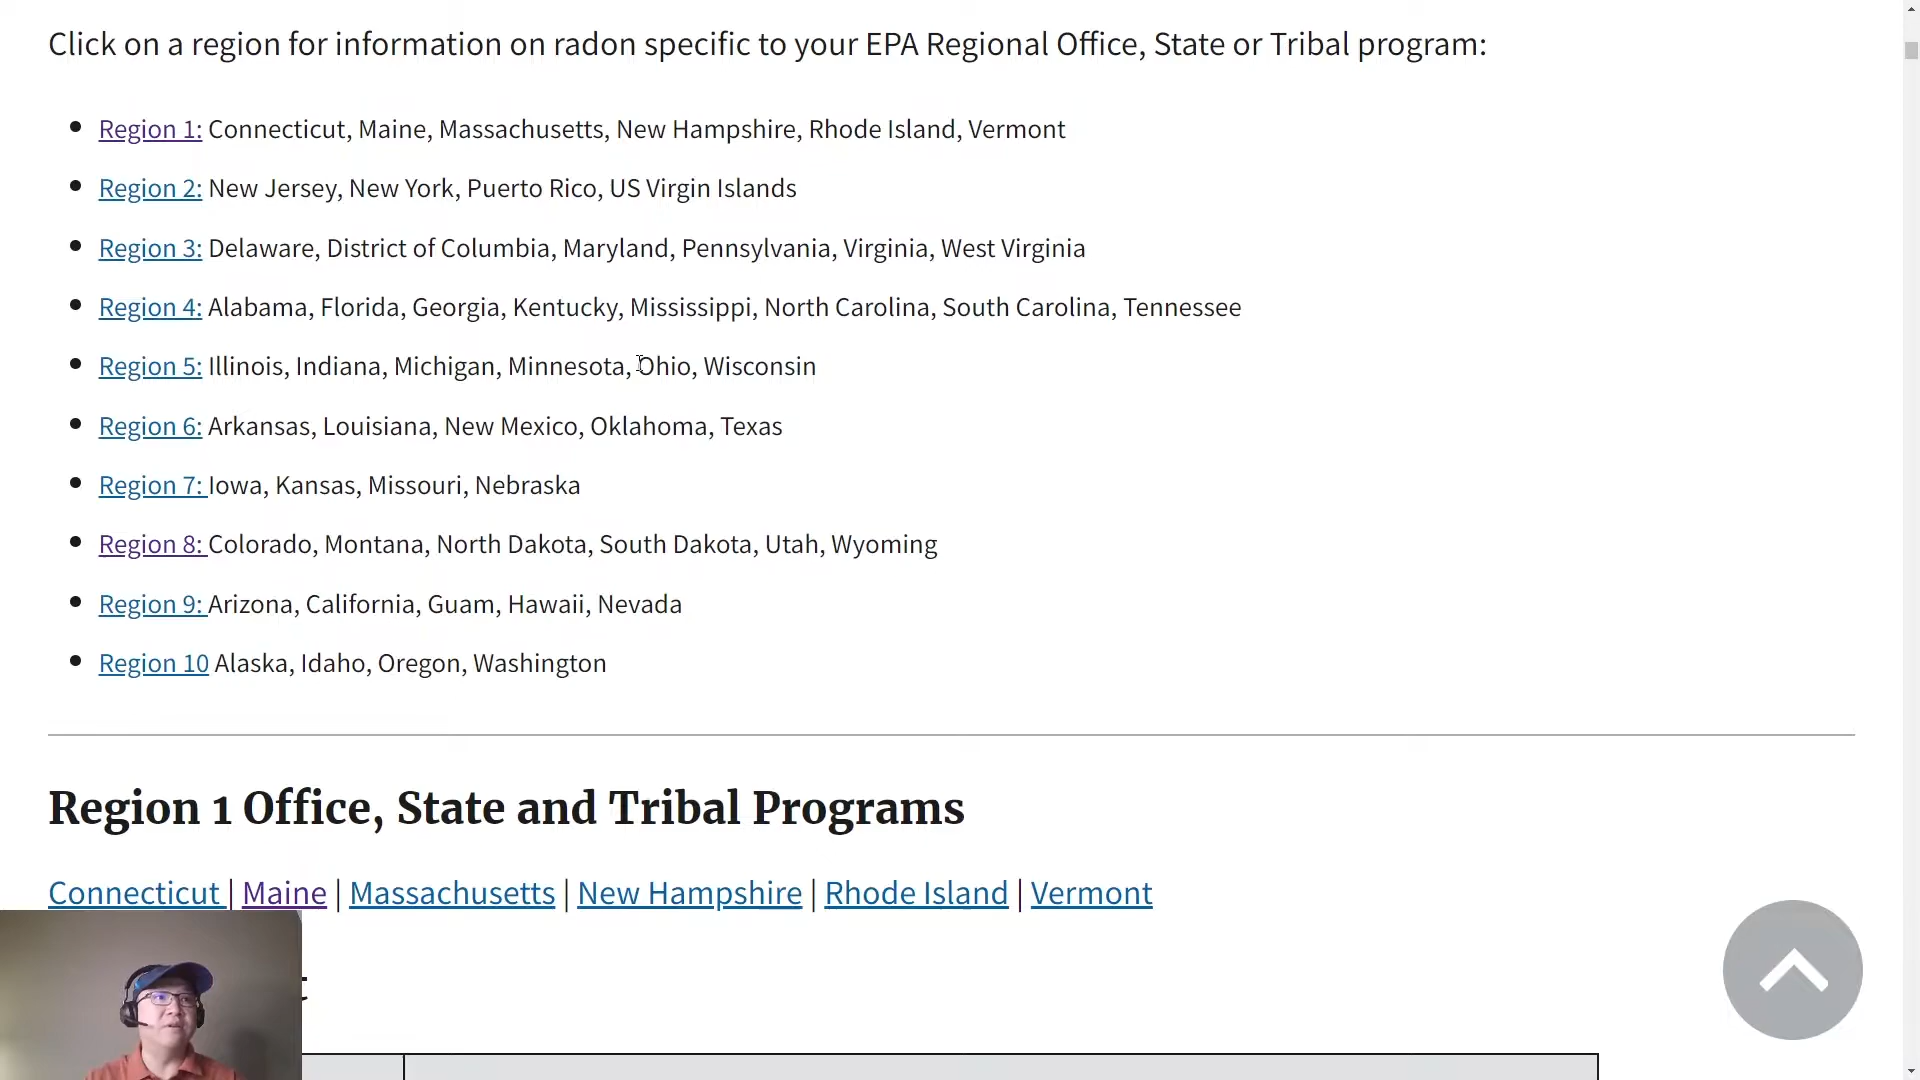 Click on a region for information on radon specific to your EPA Regional Office, State or Tribal program:
Region 1: Connecticut, Maine, Massachusetts, New Hampshire, Rhode Island, Vermont
Region 2: New Jersey, New York, Puerto Rico, US Virgin Islands
Region 3: Delaware, District of Columbia, Maryland, Pennsylvania, Virginia, West Virginia
Region 4: Alabama, Florida, Georgia, Kentucky, Mississippi, North Carolina, South Carolina, Tennessee
Region 5: Illinois, Indiana, Michigan, Minnesota, Ohio, Wisconsin
Region 6: Arkansas, Louisiana, New Mexico, Oklahoma, Texas
Region 7: Iowa, Kansas, Missouri, Nebraska
Region 8: Colorado, Montana, North Dakota, South Dakota, Utah, Wyoming
Region 9: Arizona, California, Guam, Hawaii, Nevada
Region 10 Alaska, Idaho, Oregon, Washington
Region 1 Office, State and Tribal Programs
Connecticut | Maine | Massachusetts | New Hampshire | Rhode Island | Vermont